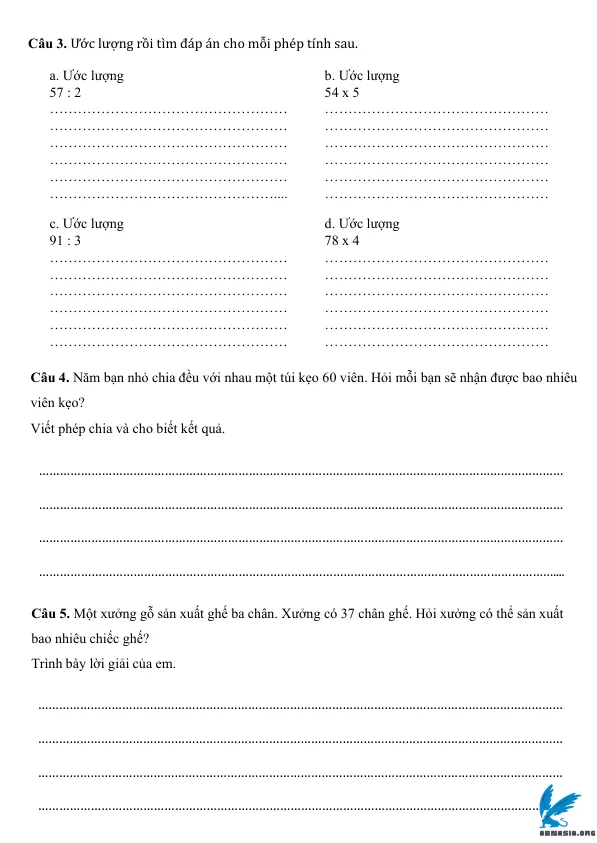 Câu 3. Ước lượng rồi tìm đáp án cho mỗi phép tính sau.
a. Ước lượng
57 : 2
b. Ước lượng
54 x 5
c. Ước lượng
91 : 3
d. Ước lượng
78 x 4
Câu 4. Năm bạn nhỏ chia đều với nhau một túi kẹo 60 viên. Hỏi mỗi bạn sẽ nhận được bao nhiêu
viên kẹo?
Viết phép chia và cho biết kết quả.
Câu 5. Một xưởng gỗ sản xuất ghế ba chân. Xưởng có 37 chân ghế. Hỏi xưởng có thể sản xuất
bao nhiêu chiếc ghế?
Trình bày lời giải của em.
ABNASIA.ORG